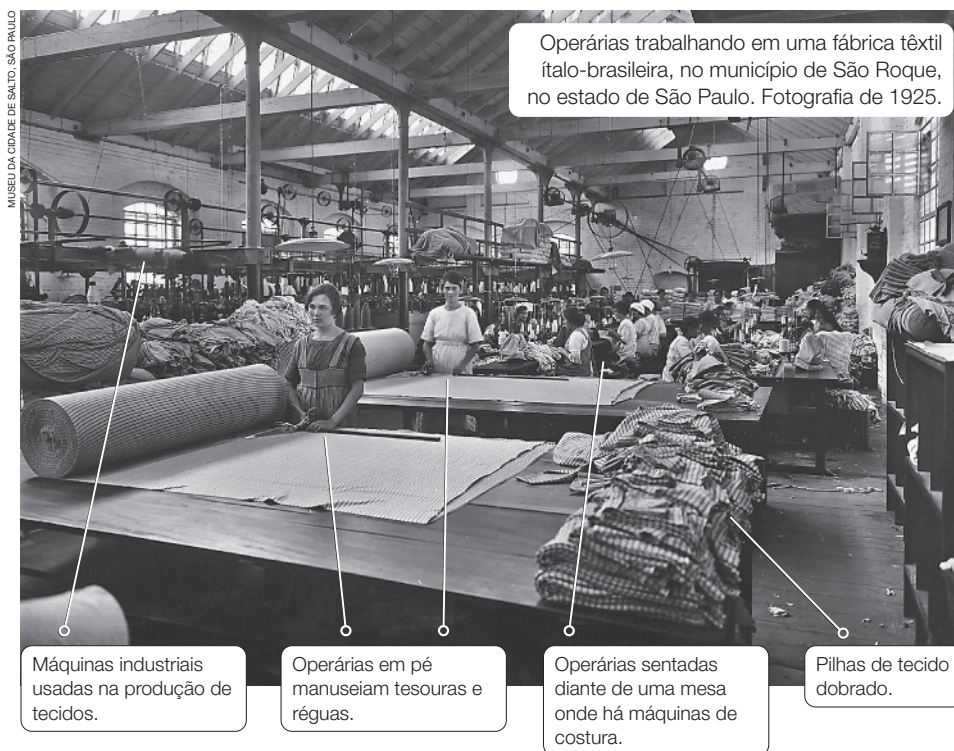 MUSEU DA CIDADE DE SALTO, SÃO PAULO
Operárias trabalhando em uma fábrica têxtil
ítalo-brasileira, no município de São Roque,
no estado de São Paulo. Fotografia de 1925.
Máquinas industriais
usadas na produção de
tecidos.
Operárias em pé
manuseiam tesouras e
réguas.
Operárias sentadas
diante de uma mesa
onde há máquinas de
costura.
Pilhas de tecido
dobrado.